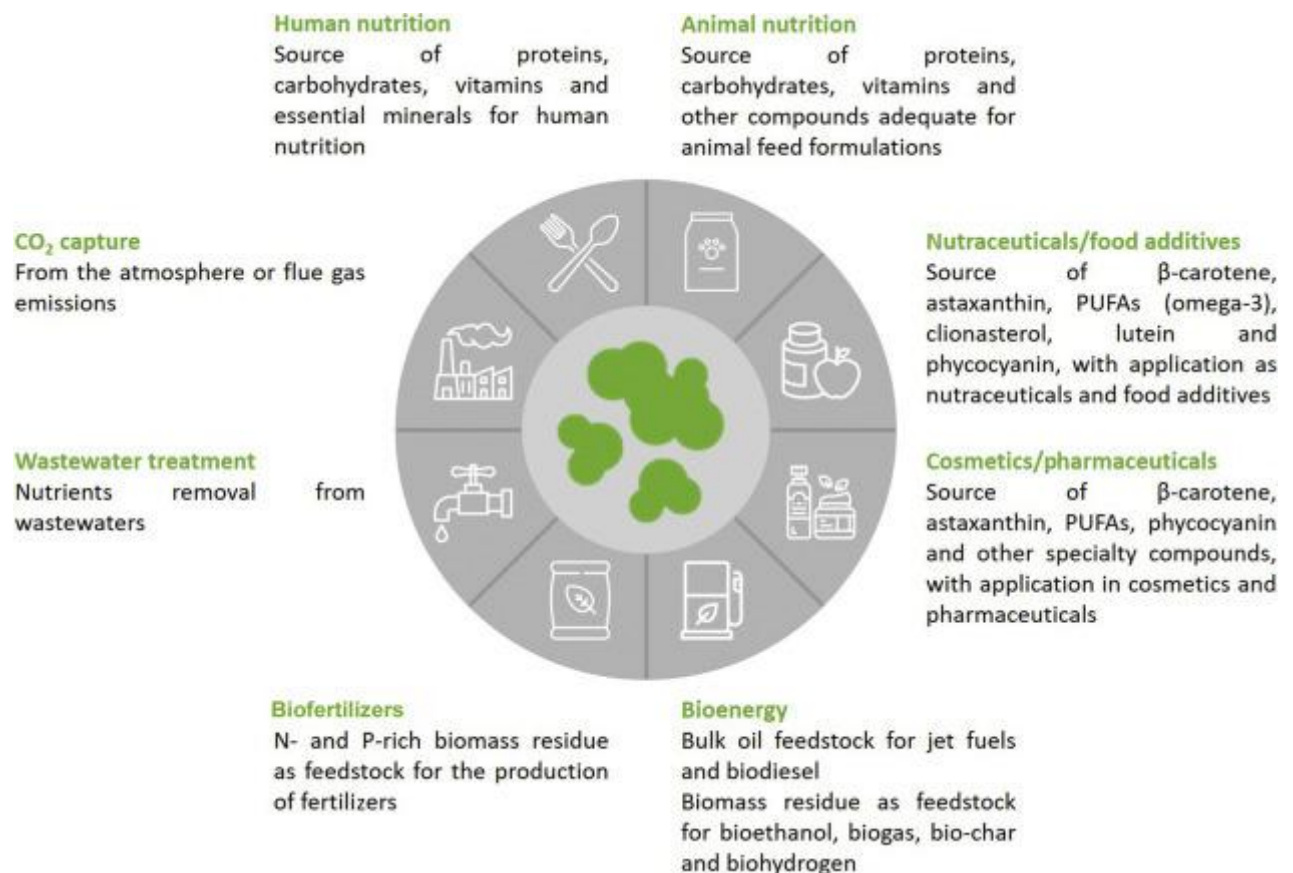 Human nutrition
Source of proteins,
carbohydrates, vitamins and
essential minerals for human
nutrition
Animal nutrition
Source of proteins,
carbohydrates, vitamins and
other compounds adequate for
animal feed formulations
CO₂ capture
From the atmosphere or flue gas
emissions
Nutraceuticals/food additives
Source of β-carotene,
astaxanthin, PUFAs (omega-3),
clionasterol, lutein and
phycocyanin, with application as
nutraceuticals and food additives
Wastewater treatment
Nutrients removal from
wastewaters
Cosmetics/pharmaceuticals
Source of β-carotene,
astaxanthin, PUFAs, phycocyanin
and other specialty compounds,
with application in cosmetics and
pharmaceuticals
Biofertilizers
N- and P-rich biomass residue
as feedstock for the production
of fertilizers
Bioenergy
Bulk oil feedstock for jet fuels
and biodiesel
Biomass residue as feedstock
for bioethanol, biogas, bio-char
and biohydrogen